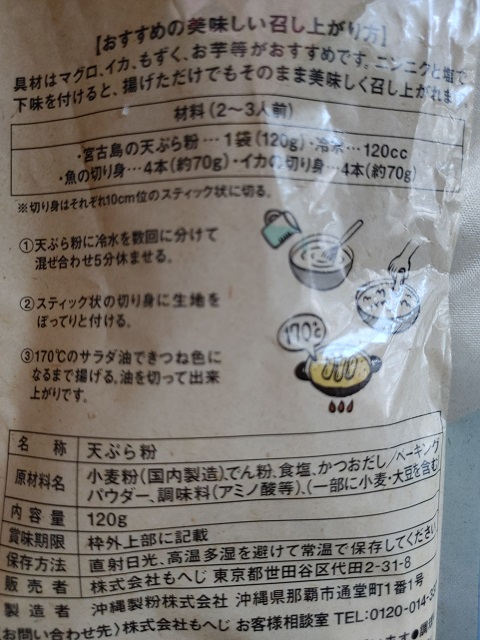 【おすすめの美味しい召し上がり方】
具材はマグロ、イカ、もずく、お芋等がおすすめです。ニンニクと塩で
下味を付けると、揚げただけでもそのまま美味しく召し上がれます。
材料(2〜3人前)
・宮古島の天ぷら粉…1袋(120g)・冷水…120cc
・魚の切り身…4本(約70g)・イカの切り身…4本(約70g)
※切り身はそれぞれ10cm位のスティック状に切る。
①天ぷら粉に冷水を数回に分けて
混ぜ合わせ5分休ませる。
②スティック状の切り身に生地を
ぽってりと付ける。
170℃
③170℃のサラダ油できつね色に
なるまで揚げる。油を切って出来
上がりです。
名 称 天ぷら粉
原材料名 小麦粉(国内製造)、でん粉、食塩、かつおだし/ベーキング
パウダー、調味料(アミノ酸等)、(一部に小麦・大豆を含む)
内容量 120g
賞味期限 枠外上部に記載
保存方法 直射日光、高温多湿を避けて常温で保存してください
販売者 株式会社もへじ 東京都世田谷区代田2-31-8
製造者 沖縄製粉株式会社 沖縄県那覇市通堂町1番1号
お問い合わせ先〉株式会社もへじ お客様相談室 TEL:0120-014-